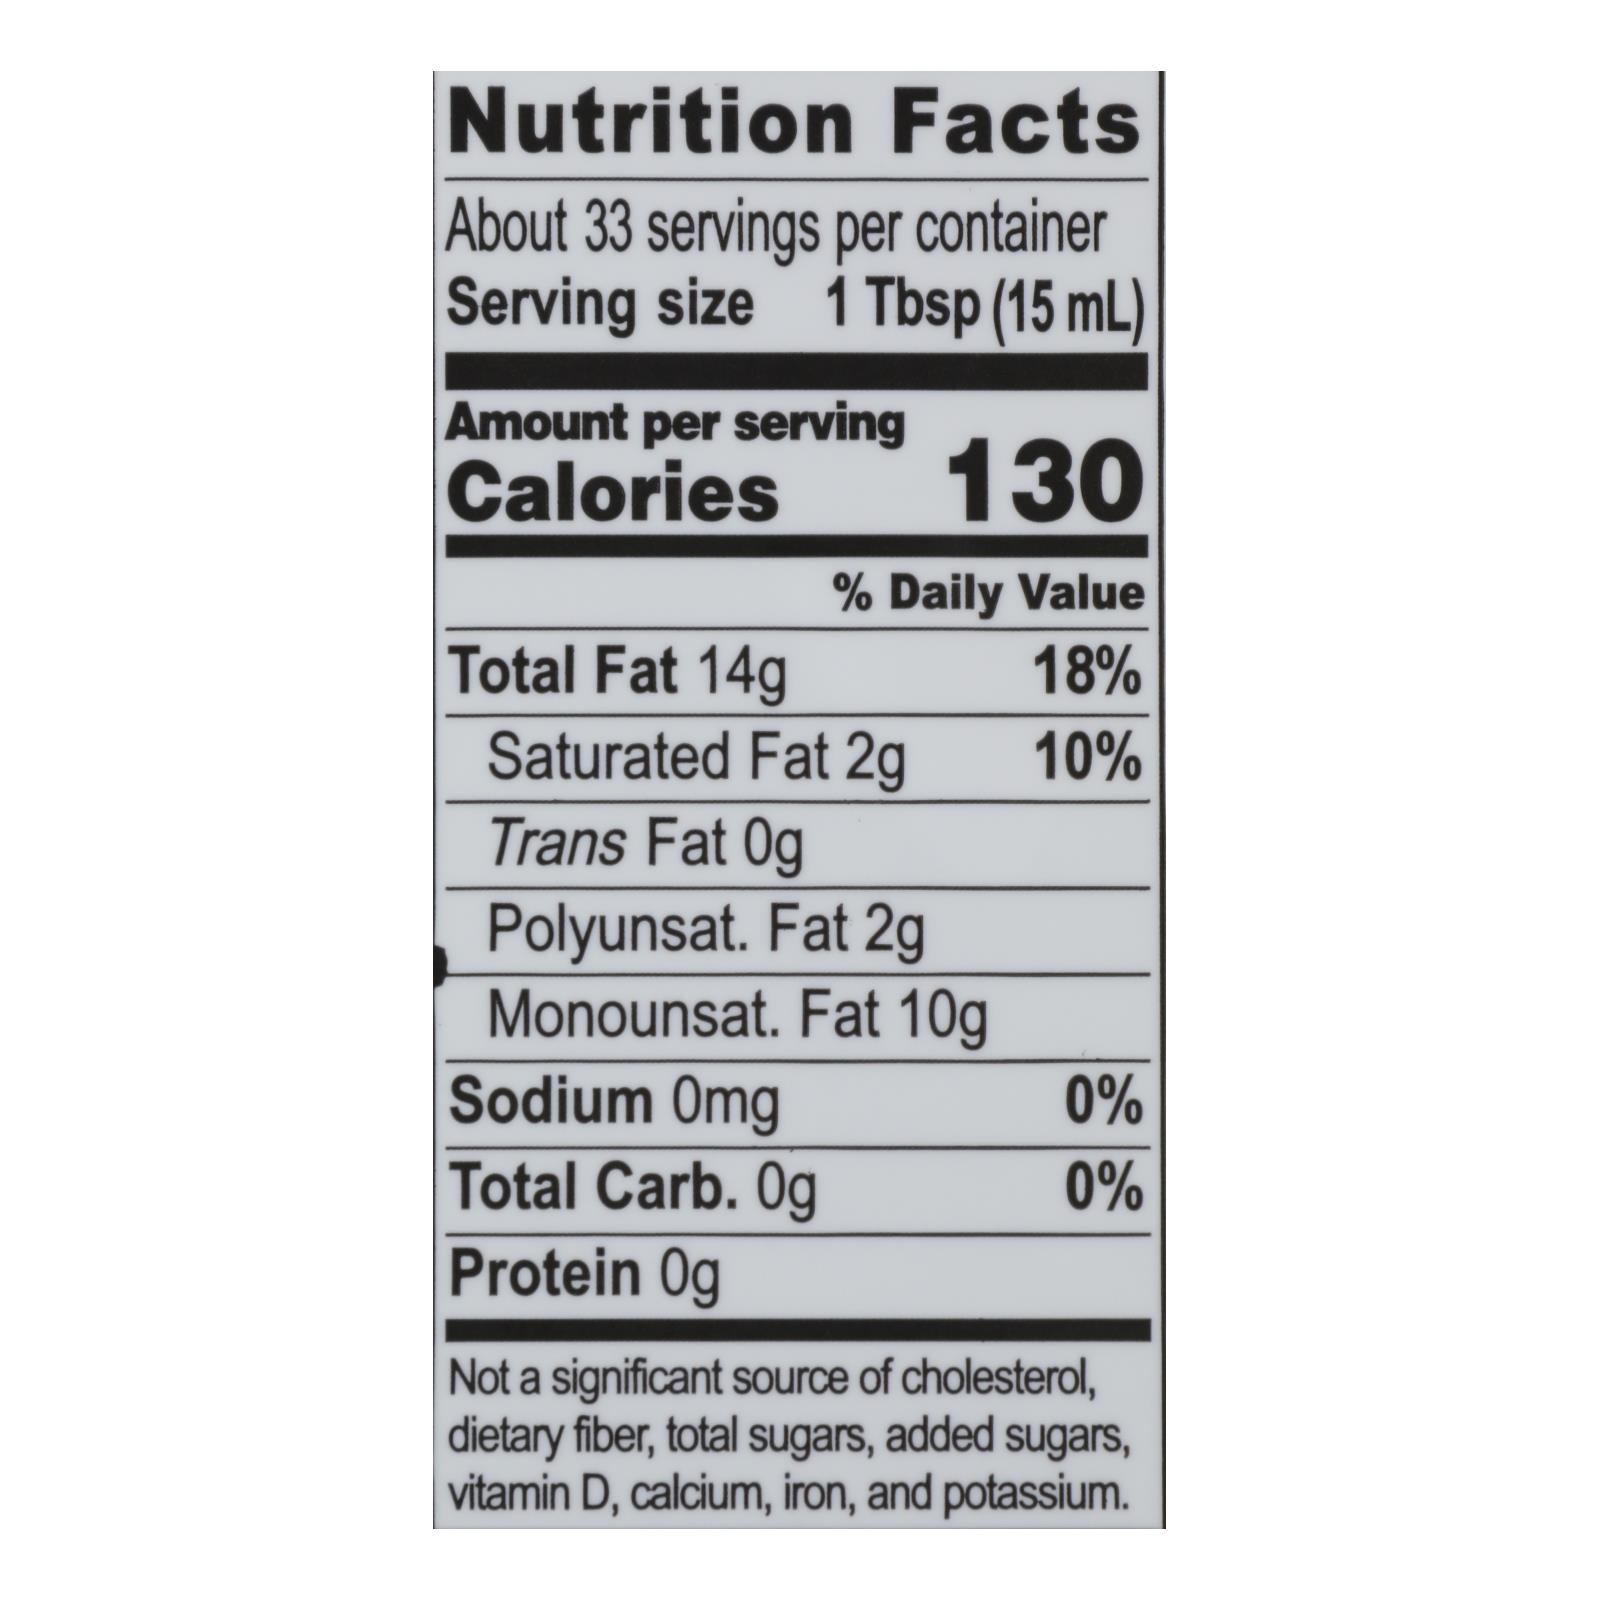 Nutrition Facts
About 33 servings per container
Serving size 1 Tbsp (15 mL)
Amount per serving
Calories 130
% Daily Value
Total Fat 14g 18%
Saturated Fat 2g 10%
Trans Fat 0g
Polyunsat. Fat 2g
Monounsat. Fat 10g
Sodium 0mg 0%
Total Carb. 0g 0%
Protein 0g
Not a significant source of cholesterol,
dietary fiber, total sugars, added sugars,
vitamin D, calcium, iron, and potassium.